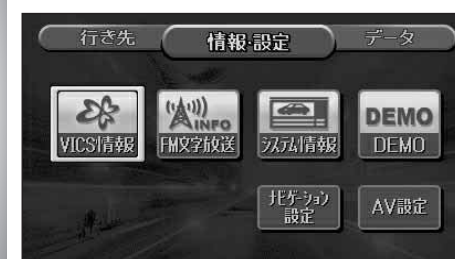 行き先
情報・設定
データ
VICS情報
INFO
FM文字放送
システム情報
DEMO
DEMO
ナビゲーション
設定
AV設定